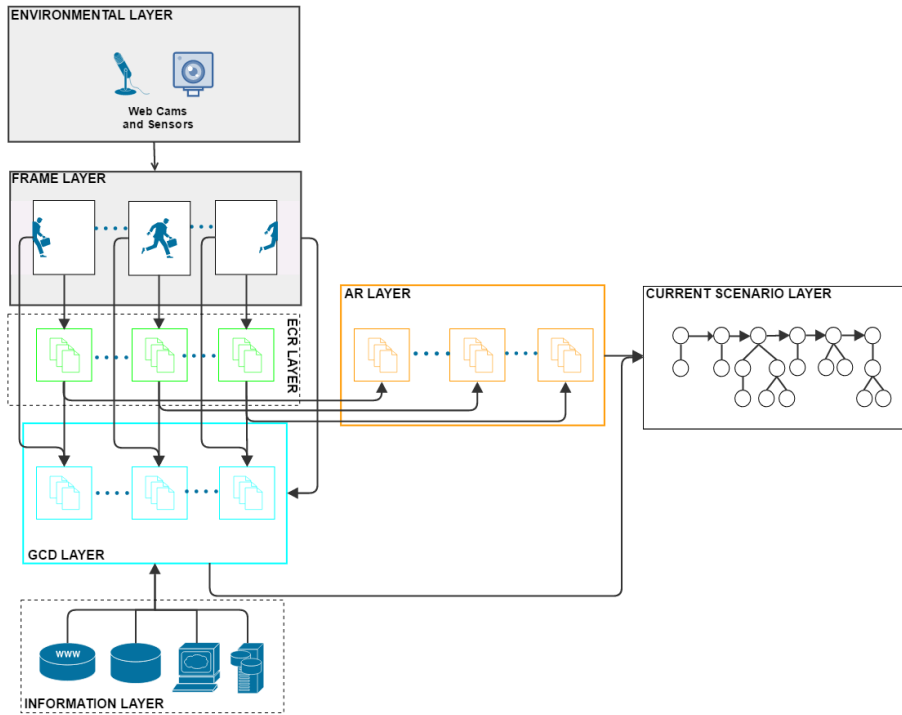 ENVIRONMENTAL LAYER
Web Cams
and Sensors
FRAME LAYER
ECR LAYER
AR LAYER
CURRENT SCENARIO LAYER
GCD LAYER
WWW
INFORMATION LAYER